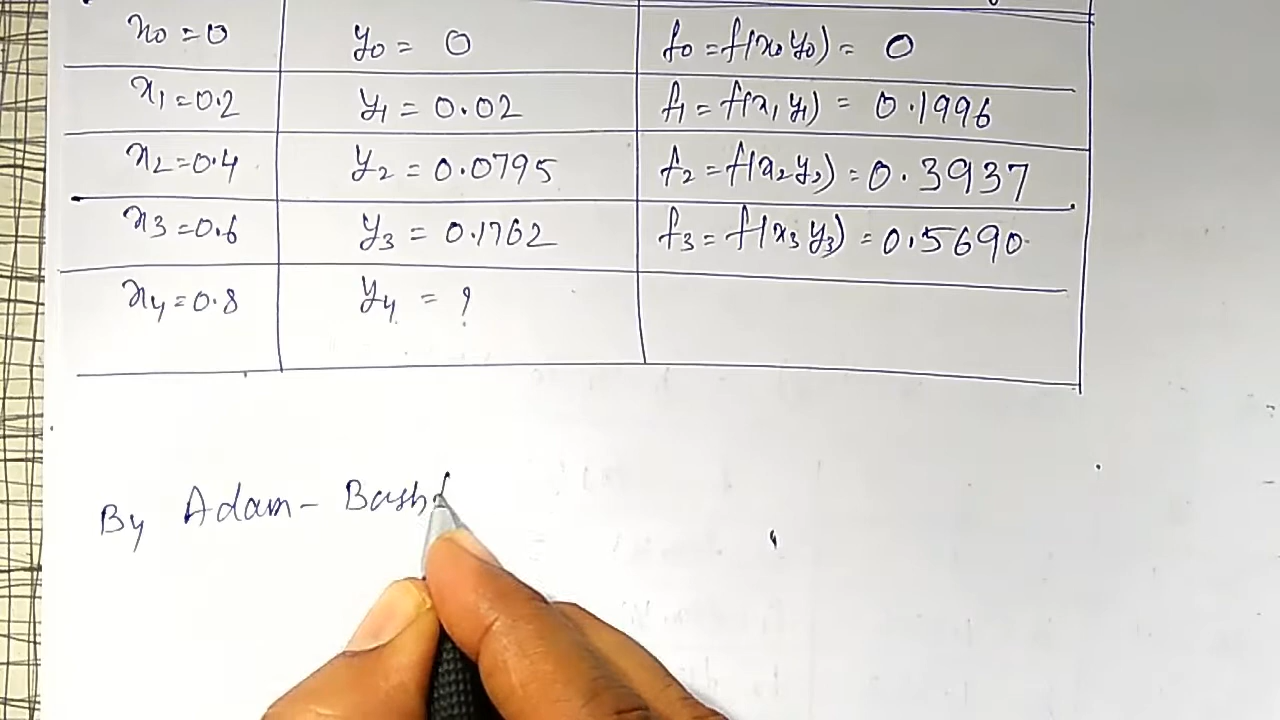 x0 = 0 y0 = 0 f0 = f(x0 y0) = 0
x1 = 0.2 y1 = 0.02 f1 = f(x1 y1) = 0.1996
x2 = 0.4 y2 = 0.0795 f2 = f(x2 y2) = 0.3937
x3 = 0.6 y3 = 0.1762 f3 = f(x3 y3) = 0.5690
x4 = 0.8 y4 = ?
By Adam - Bashf